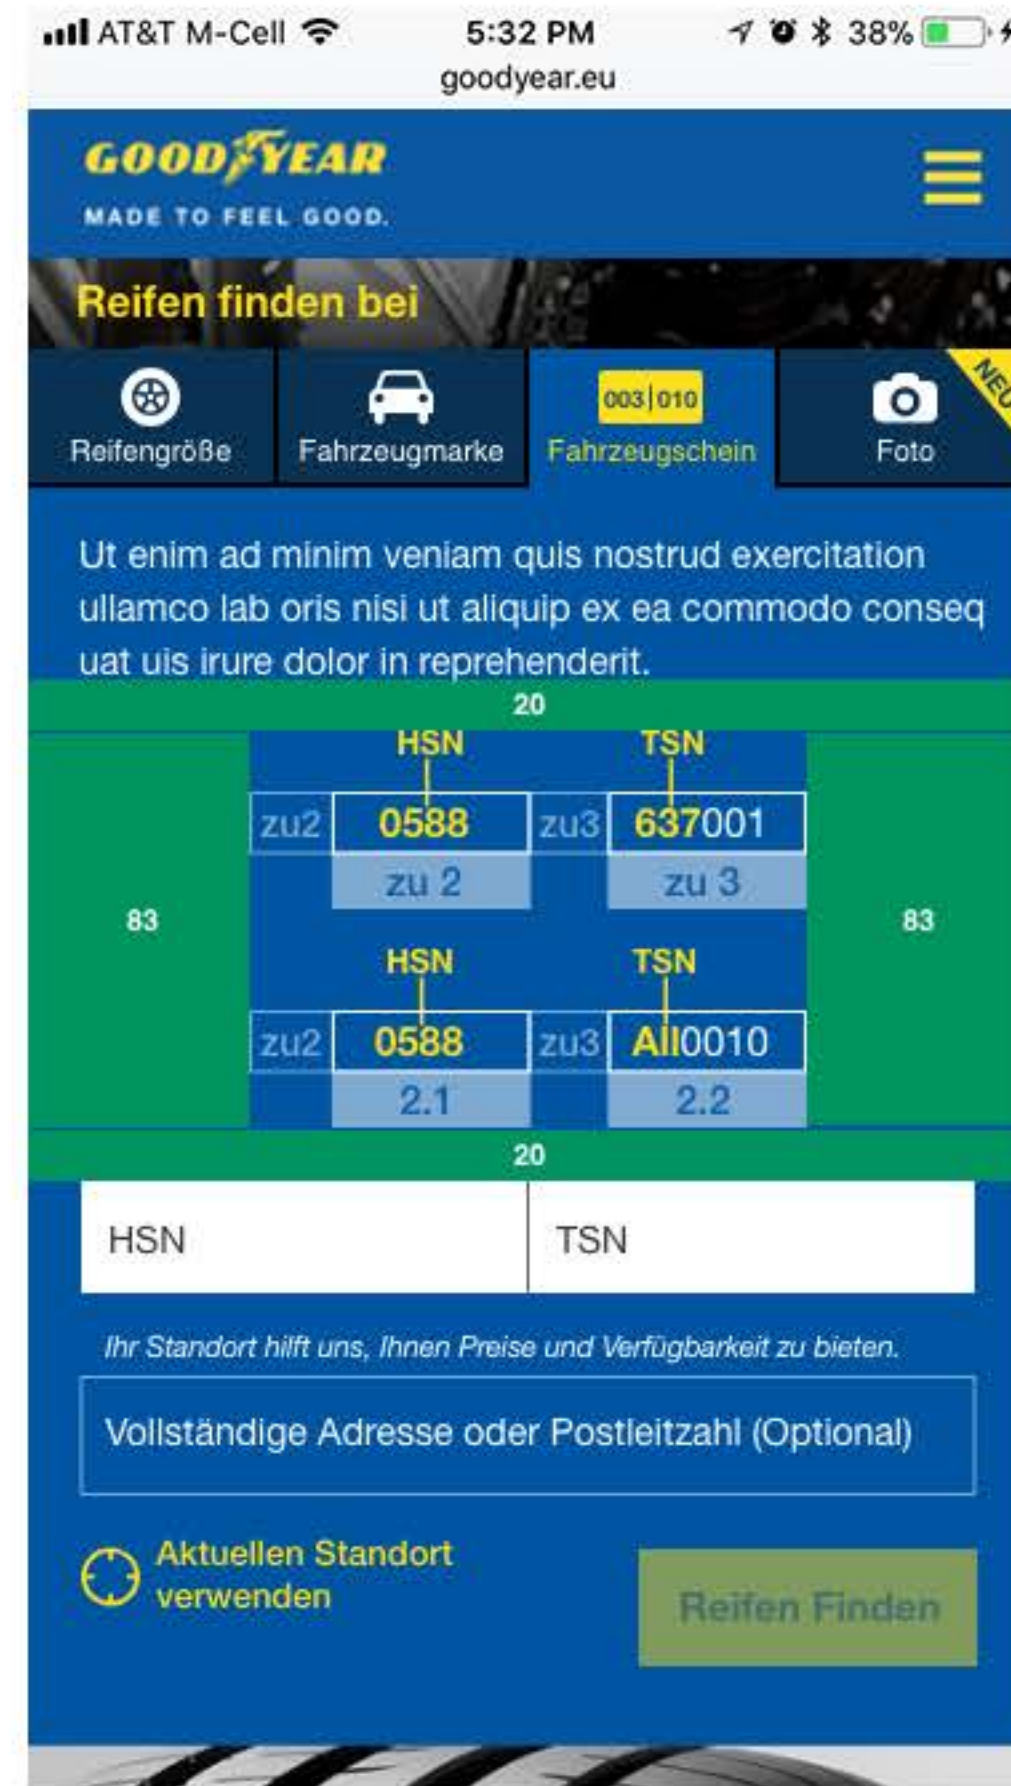 AT&T M-Cell 5:32 PM 38%
goodyear.eu
GOODYEAR
MADE TO FEEL GOOD.
Reifen finden bei
NEU
003|010
Reifengröße Fahrzeugmarke Fahrzeugschein Foto
Ut enim ad minim veniam quis nostrud exercitation
ullamco lab oris nisi ut aliquip ex ea commodo conseq
uat uis irure dolor in reprehenderit.
20
HSN TSN
zu2 0588 zu3 637001
zu 2 zu 3
83 83
HSN TSN
zu2 0588 zu3 All0010
2.1 2.2
20
HSN TSN
Ihr Standort hilft uns, Ihnen Preise und Verfügbarkeit zu bieten.
Vollständige Adresse oder Postleitzahl (Optional)
Aktuellen Standort
verwenden
Reifen Finden